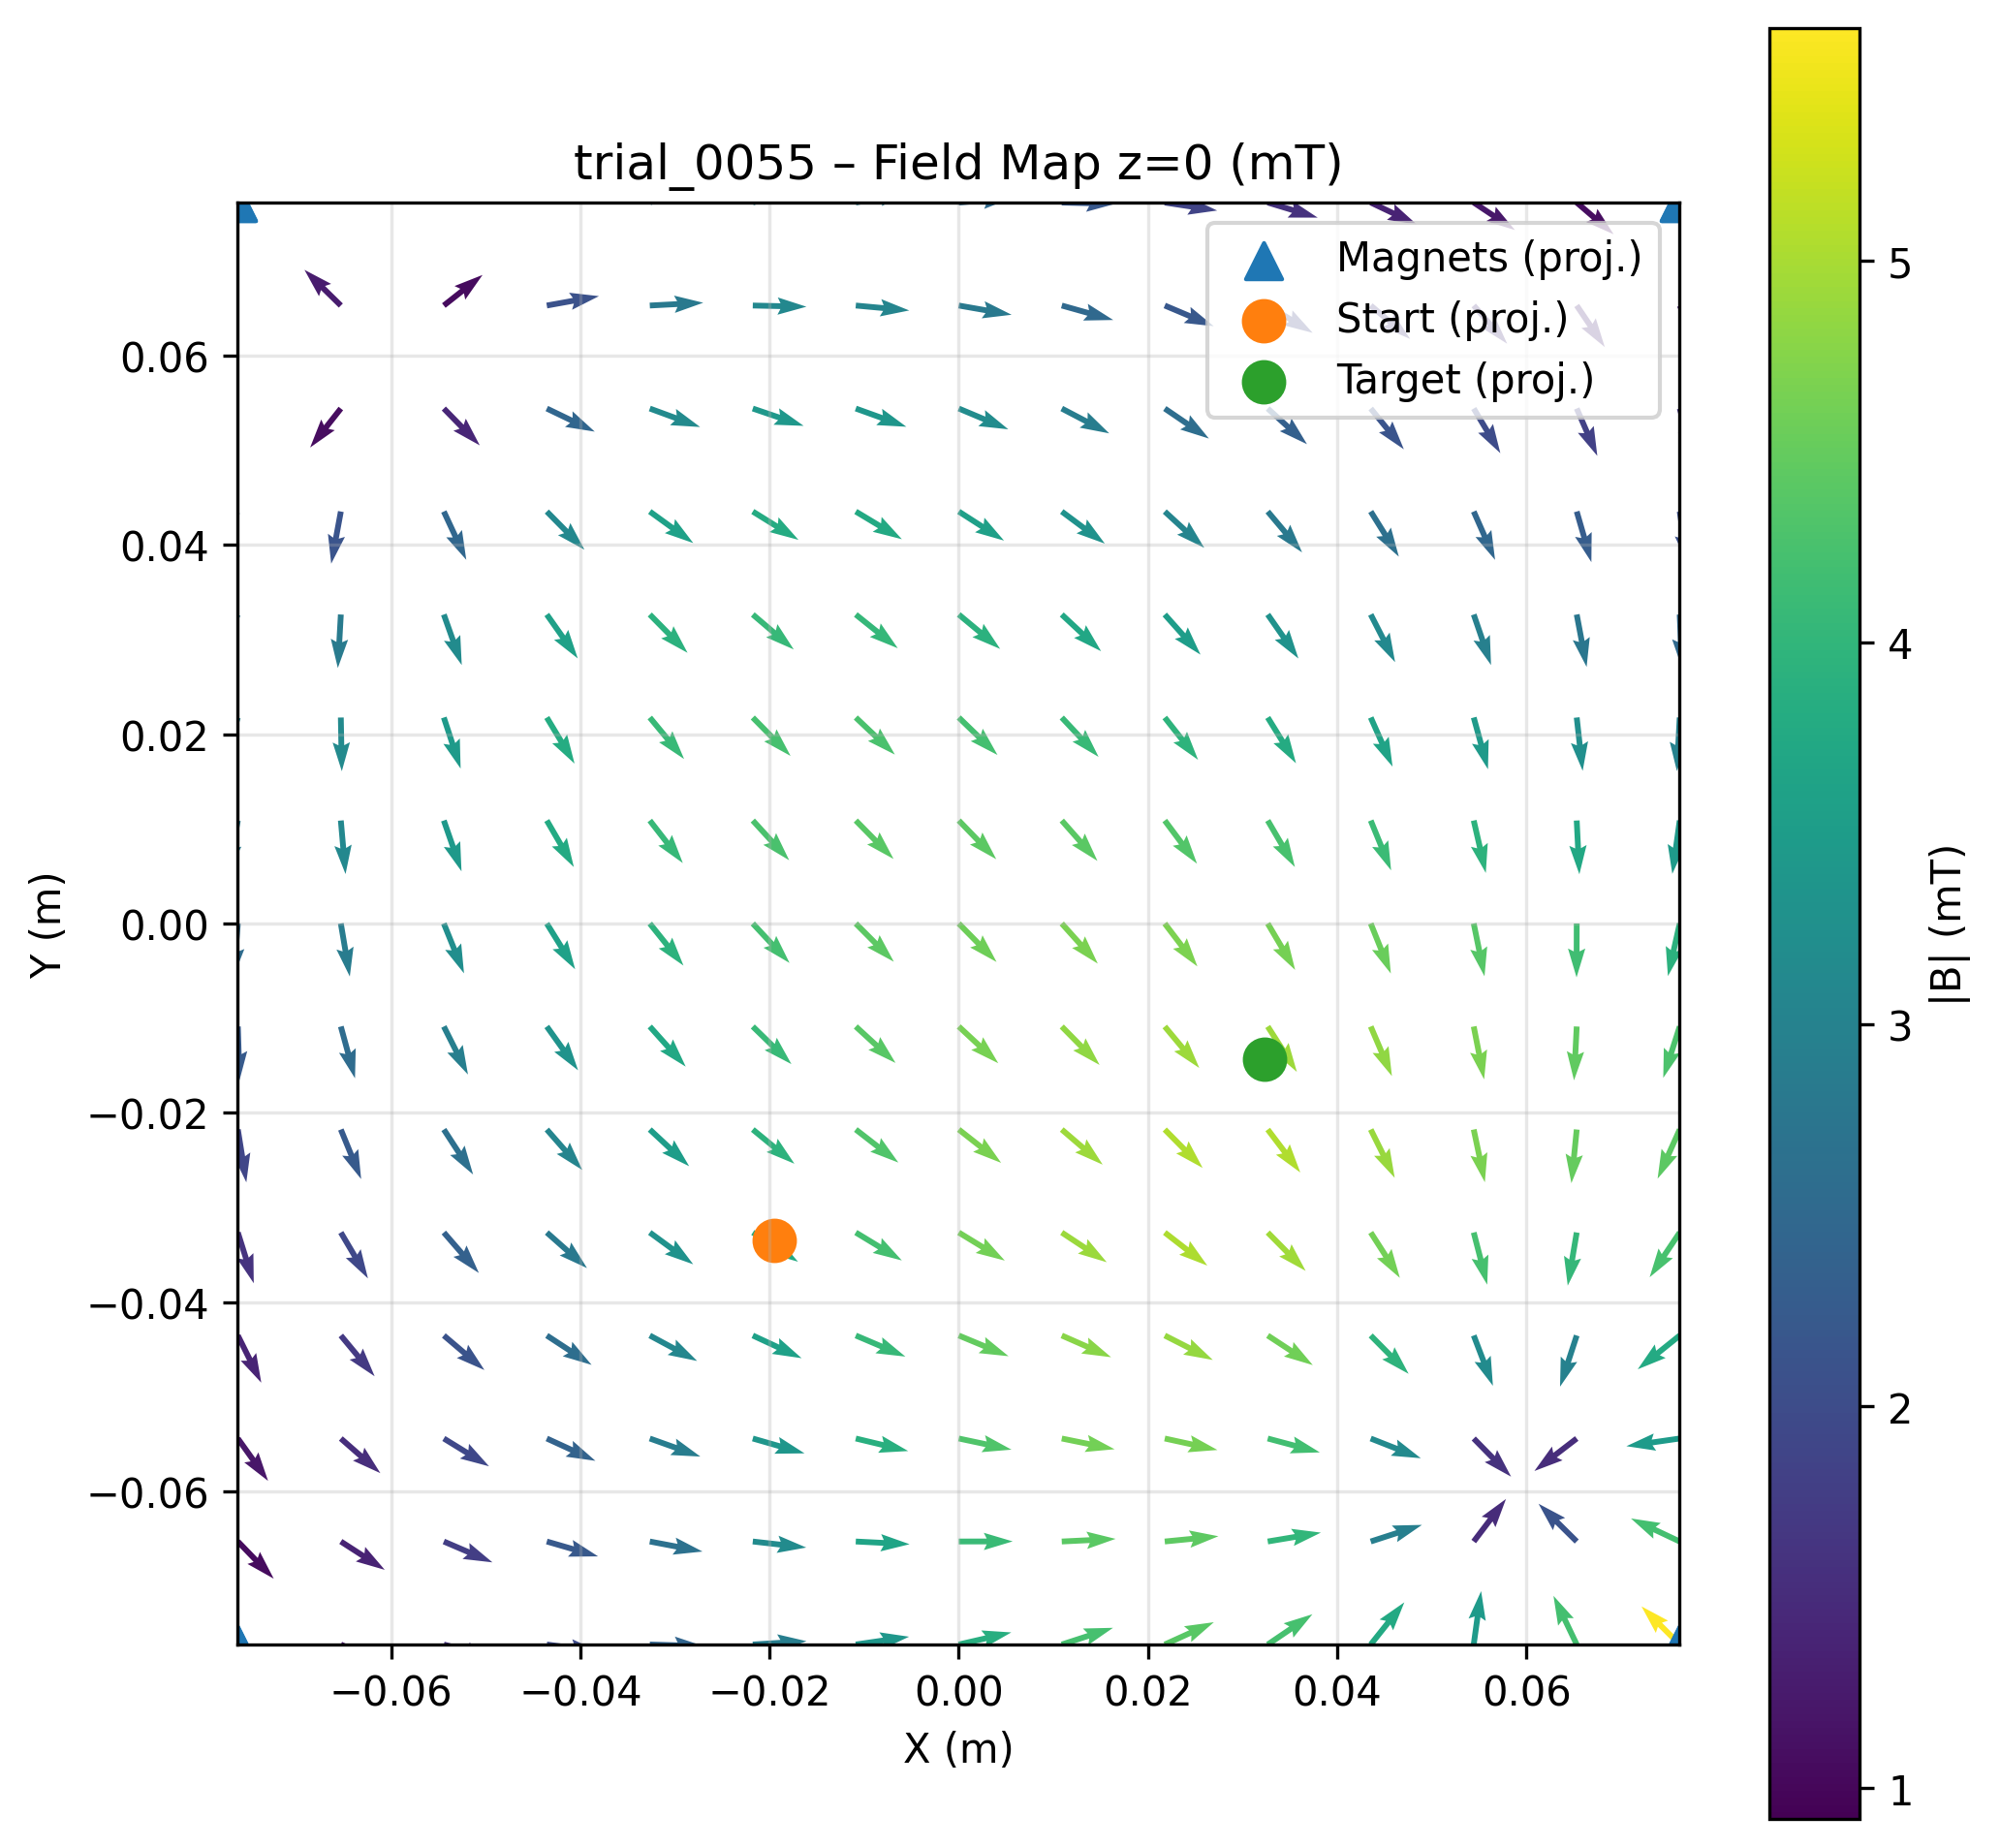 trial_0055 – Field Map z=0 (mT)
Magnets (proj.)
Start (proj.)
Target (proj.)
0.06
0.04
0.02
0.00
−0.02
−0.04
−0.06
Y (m)
−0.06
−0.04
−0.02
0.00
0.02
0.04
0.06
X (m)
5
4
3
2
1
|B| (mT)